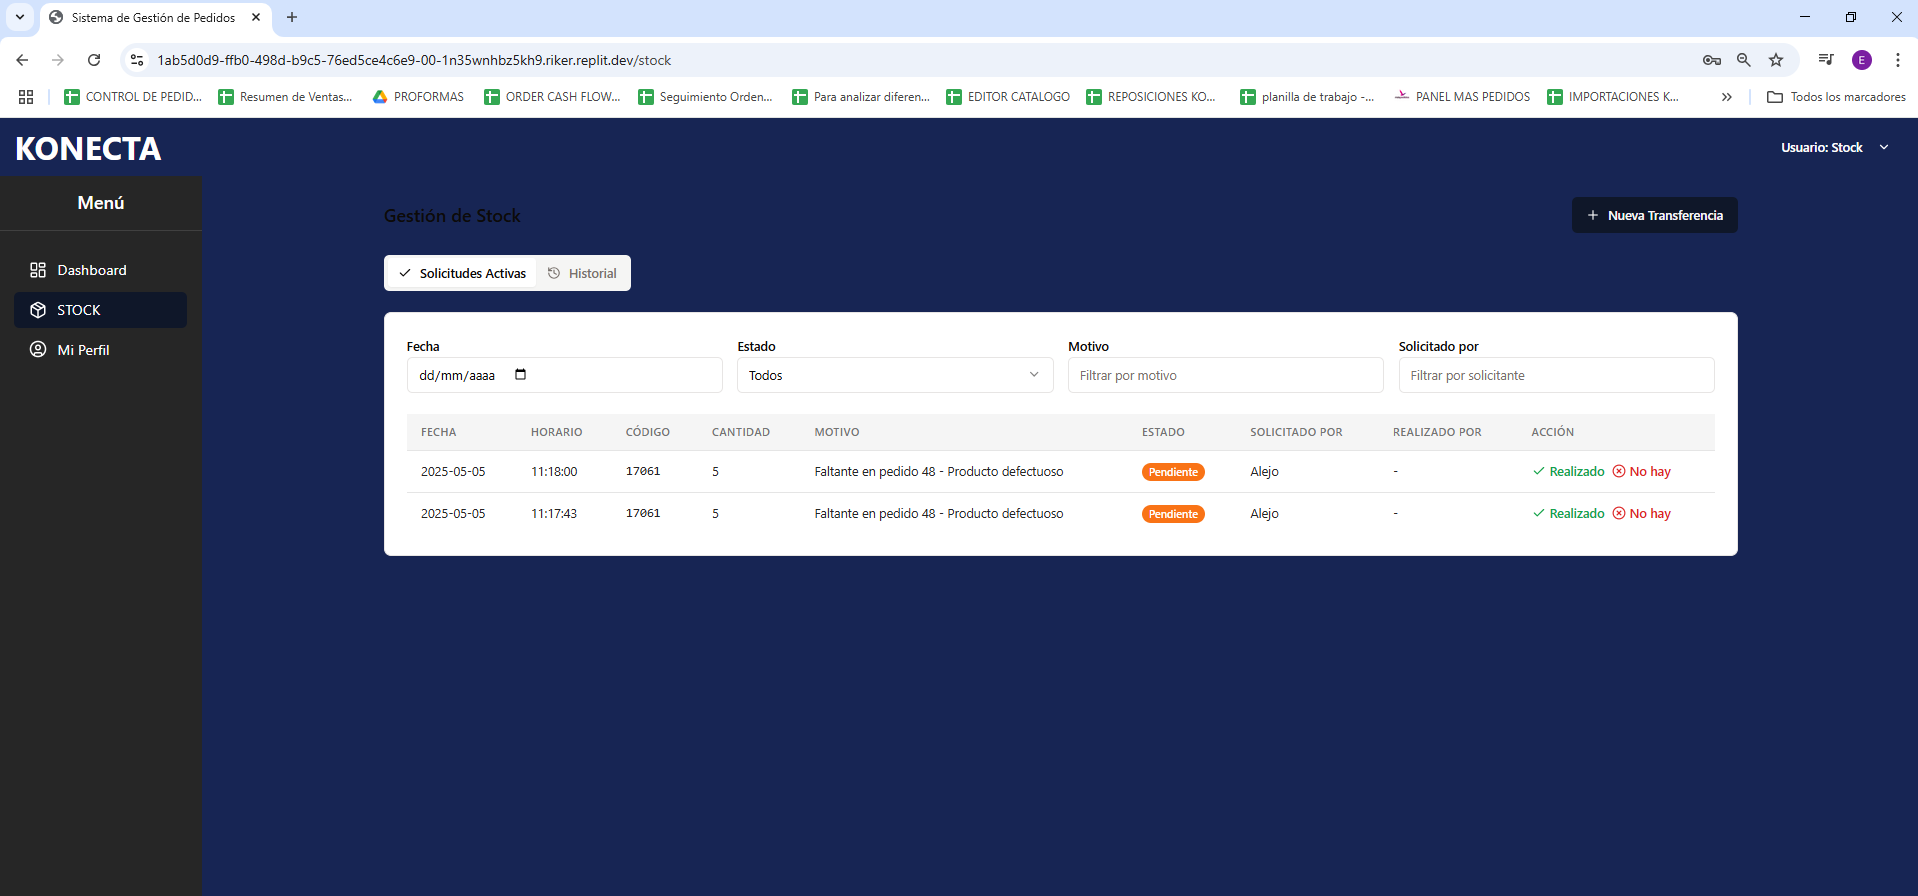 Sistema de Gestión de Pedidos
1ab5d0d9-ffb0-498d-b9c5-76ed5ce4c6e9-00-1n35wnhbz5kh9.riker.replit.dev/stock
E
CONTROL DE PEDID... Resumen de Ventas... PROFORMAS ORDER CASH FLOW... Seguimiento Orden... Para analizar diferen... EDITOR CATALOGO REPOSICIONES KO... planilla de trabajo -... PANEL MAS PEDIDOS IMPORTACIONES K... Todos los marcadores
KONECTA
Usuario: Stock
Menú
Dashboard
STOCK
Mi Perfil
Gestión de Stock
Nueva Transferencia
Solicitudes Activas Historial
Fecha Estado Motivo Solicitado por
dd/mm/aaaa Todos Filtrar por motivo Filtrar por solicitante
FECHA HORARIO CÓDIGO CANTIDAD MOTIVO ESTADO SOLICITADO POR REALIZADO POR ACCIÓN
2025-05-05 11:18:00 17061 5 Faltante en pedido 48 - Producto defectuoso Pendiente Alejo - Realizado No hay
2025-05-05 11:17:43 17061 5 Faltante en pedido 48 - Producto defectuoso Pendiente Alejo - Realizado No hay